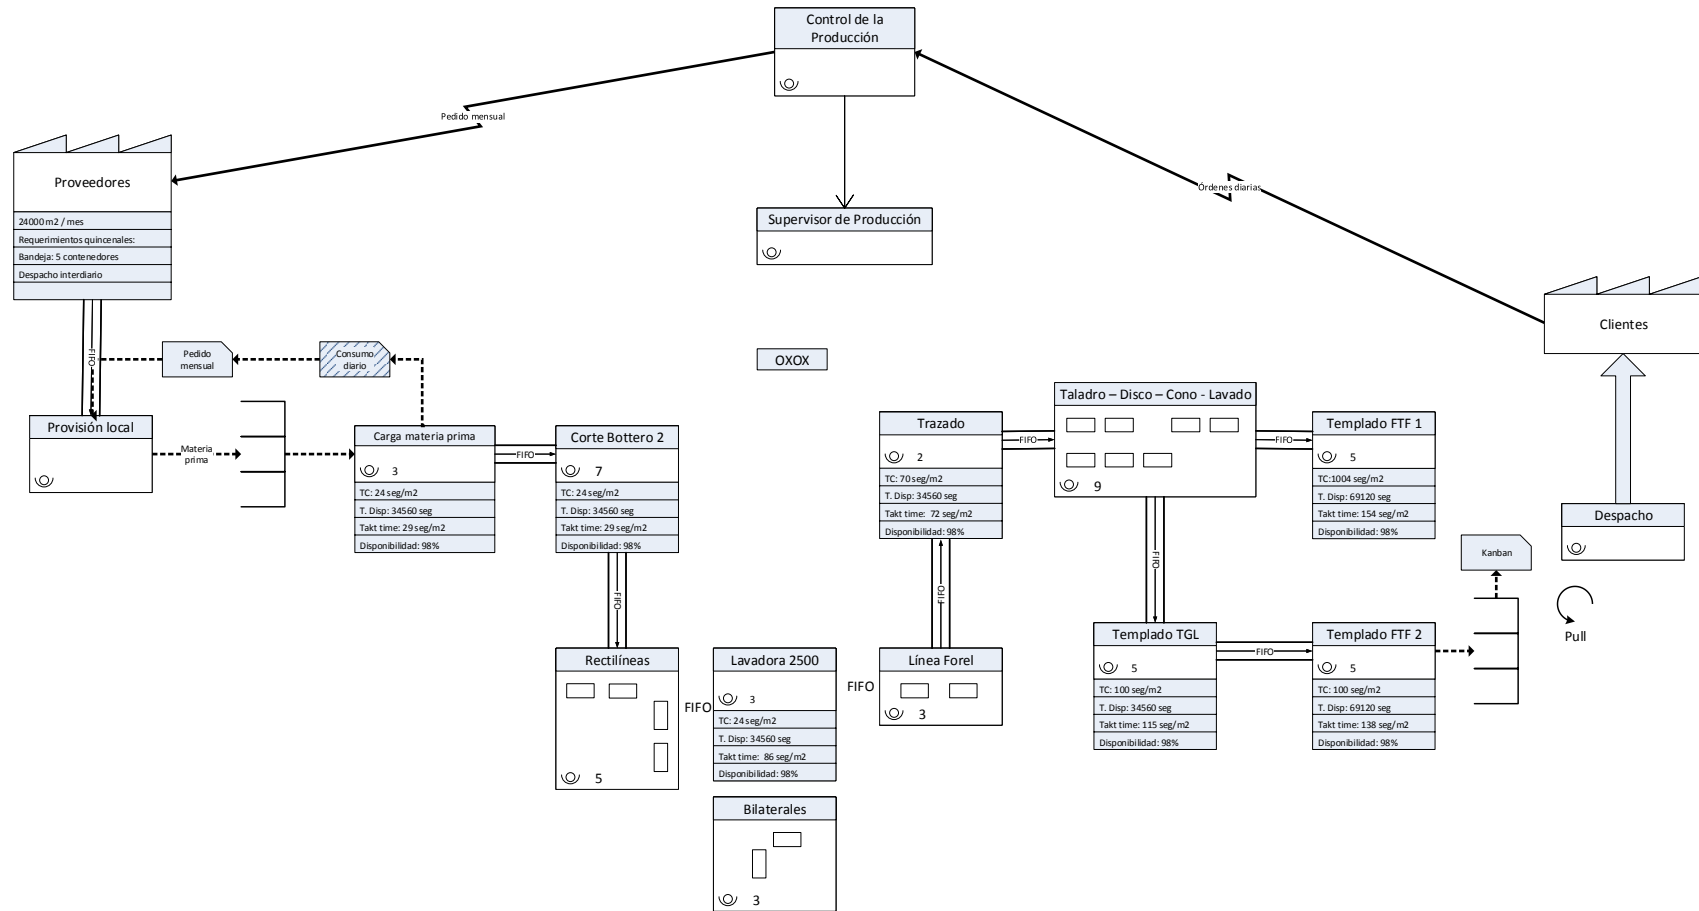 Control de la
Producción
Pedido mensual
Órdenes diarias
Proveedores
24000 m2 / mes
Requerimientos quincenales:
Bandeja: 5 contenedores
Despacho interdiario
Supervisor de Producción
Clientes
FIFO
Pedido
mensual
Consumo
diario
OXOX
Provisión local
Materia
prima
Carga materia prima
3
TC: 24 seg/m2
T. Disp: 34560 seg
Takt time: 29 seg/m2
Disponibilidad: 98%
FIFO
Corte Bottero 2
7
TC: 24 seg/m2
T. Disp: 34560 seg
Takt time: 29 seg/m2
Disponibilidad: 98%
FIFO
Trazado
2
TC: 70 seg/m2
T. Disp: 34560 seg
Takt time: 72 seg/m2
Disponibilidad: 98%
FIFO
FIFO
Taladro – Disco – Cono - Lavado
9
FIFO
FIFO
Templado FTF 1
5
TC:1004 seg/m2
T. Disp: 69120 seg
Takt time: 154 seg/m2
Disponibilidad: 98%
Despacho
Kanban
Pull
Rectilíneas
5
FIFO
Lavadora 2500
3
TC: 24 seg/m2
T. Disp: 34560 seg
Takt time: 86 seg/m2
Disponibilidad: 98%
FIFO
Línea Forel
3
Templado TGL
5
TC: 100 seg/m2
T. Disp: 34560 seg
Takt time: 115 seg/m2
Disponibilidad: 98%
FIFO
Templado FTF 2
5
TC: 100 seg/m2
T. Disp: 69120 seg
Takt time: 138 seg/m2
Disponibilidad: 98%
Bilaterales
3